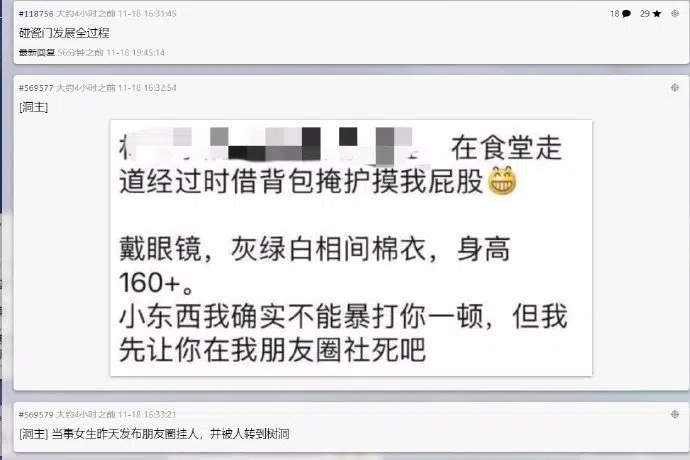 #118756 大约4小时之前 11-18 16:31:45 18 29
碰瓷门发展全过程
最新回复 56分钟之前 11-18 19:45:14
#569577 大约4小时之前 11-18 16:32:54
[洞主]
在食堂走
道经过时借背包掩护摸我屁股😁
戴眼镜，灰绿白相间棉衣，身高
160+。
小东西我确实不能暴打你一顿，但我
先让你在我朋友圈社死吧
#569579 大约4小时之前 11-18 16:33:21
[洞主] 当事女生昨天发布朋友圈挂人，并被人转到树洞